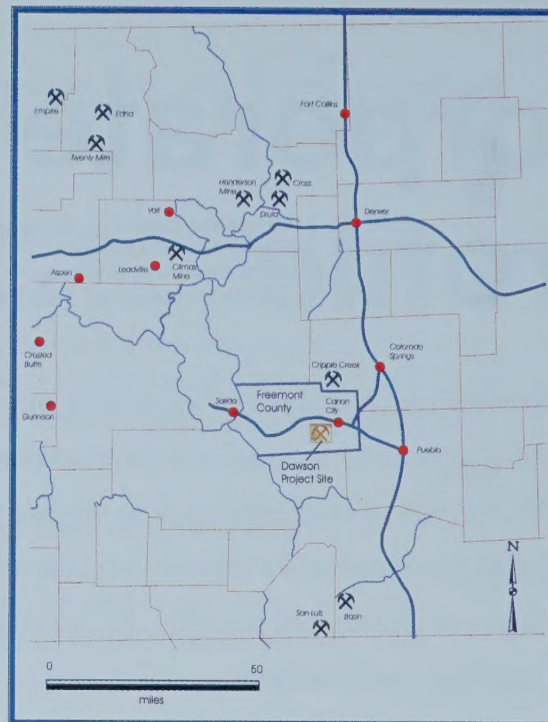 Empire
Edna
Twenty Mile
Fort Collins
Henderson
Mine
Cross
Druid
Vail
Denver
Climax
Mine
Leadville
Aspen
Crested
Butte
Colorado
Springs
Cripple Creek
Freemont
County
Salida
Canon
City
Gunnison
Pueblo
Dawson
Project Site
N
San Luis
Basin
0
50
miles